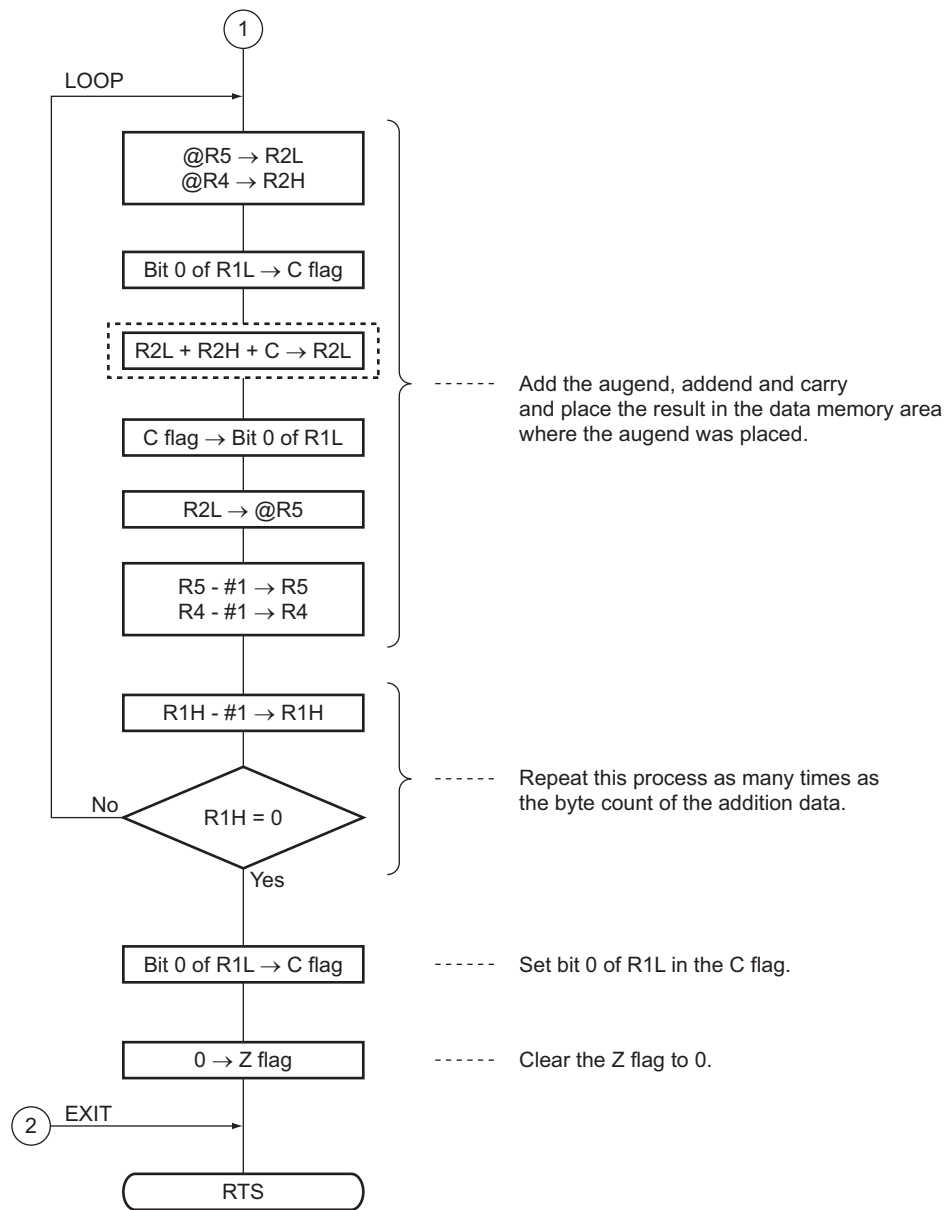 1
LOOP
@R5 → R2L
@R4 → R2H
Bit 0 of R1L → C flag
R2L + R2H + C → R2L
Add the augend, addend and carry
and place the result in the data memory area
where the augend was placed.
C flag → Bit 0 of R1L
R2L → @R5
R5 - #1 → R5
R4 - #1 → R4
R1H - #1 → R1H
Repeat this process as many times as
the byte count of the addition data.
No
R1H = 0
Yes
Bit 0 of R1L → C flag
Set bit 0 of R1L in the C flag.
0 → Z flag
Clear the Z flag to 0.
2
EXIT
RTS